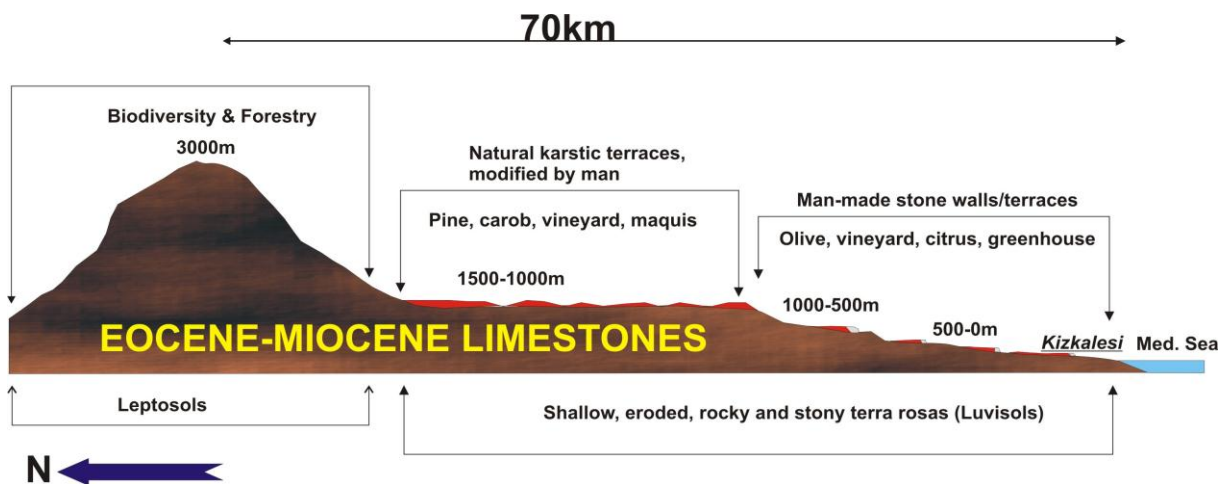 70km
Biodiversity & Forestry
3000m
Natural karstic terraces,
modified by man
Pine, carob, vineyard, maquis
Man-made stone walls/terraces
Olive, vineyard, citrus, greenhouse
1500-1000m
1000-500m
500-0m
Kizkalesi
Med. Sea
EOCENE-MIOCENE LIMESTONES
Leptosols
Shallow, eroded, rocky and stony terra rosas (Luvisols)
N